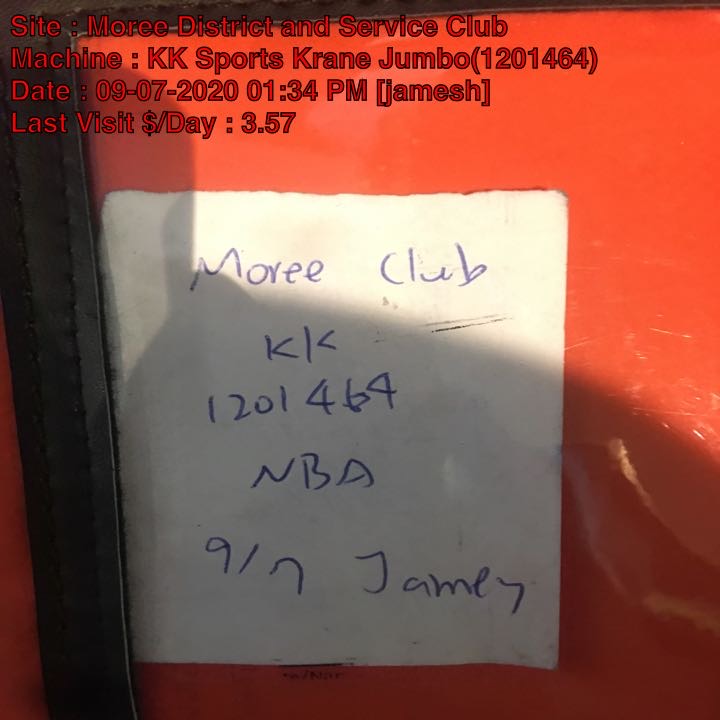 Site : Moree District and Service Club
Machine : KK Sports Krane Jumbo(1201464)
Date : 09-07-2020 01:34 PM [jamesh]
Last Visit $/Day : 3.57
Moree Club
KK
1201464
NBA
9/7 Jamey